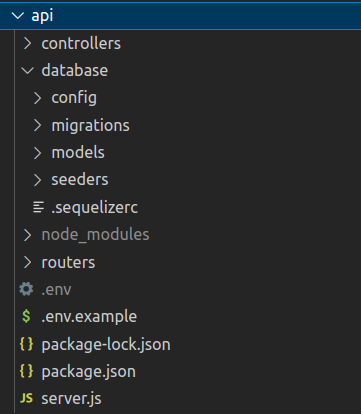 api
controllers
database
config
migrations
models
seeders
.sequelizerc
node_modules
routers
.env
$ .env.example
{ } package-lock.json
{ } package.json
JS server.js